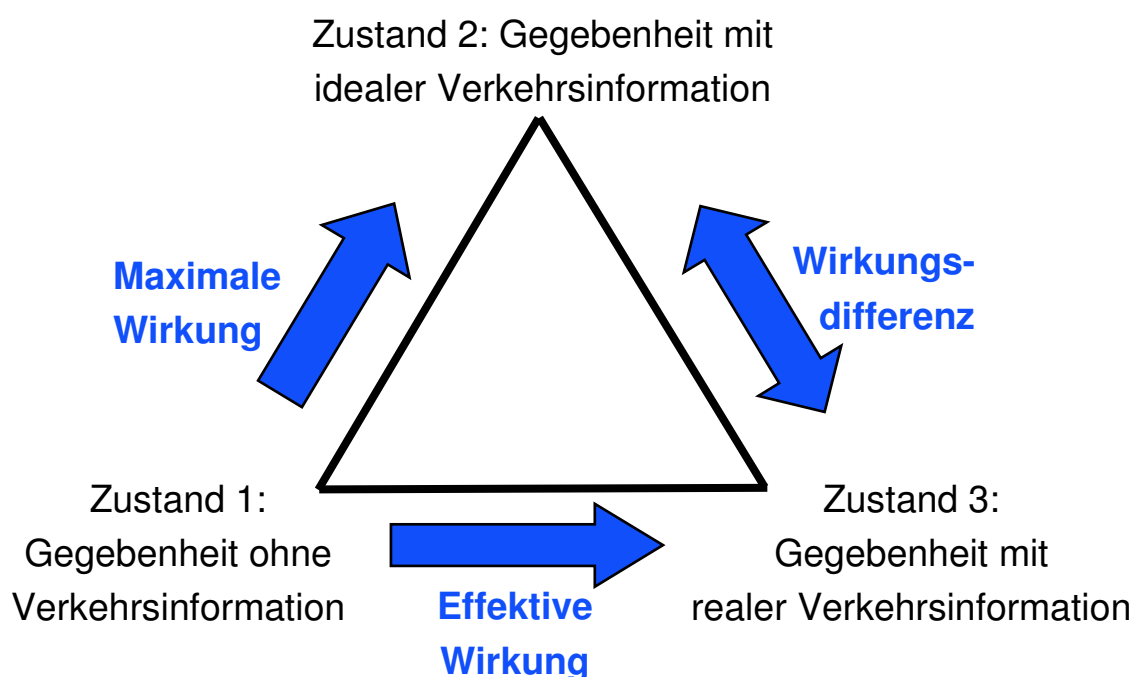 Zustand 2: Gegebenheit mit
idealer Verkehrsinformation
Maximale
Wirkung
Wirkungs-
differenz
Zustand 1:
Gegebenheit ohne
Verkehrsinformation
Effektive
Wirkung
Zustand 3:
Gegebenheit mit
realer Verkehrsinformation